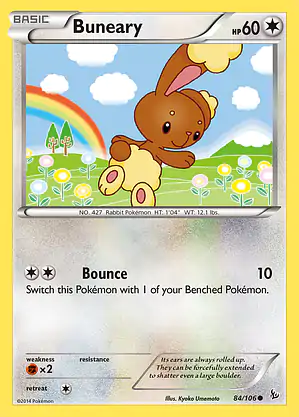 BASIC
Buneary
HP60
NO. 427 Rabbit Pokémon HT: 1'04" WT: 12.1 lbs.
Bounce 10
Switch this Pokémon with 1 of your Benched Pokémon.
weakness resistance
×2
retreat
Its ears are always rolled up.
They can be forcefully extended
to shatter even a large boulder.
©2014 Pokémon
Illus. Kyoko Umemoto
84/106